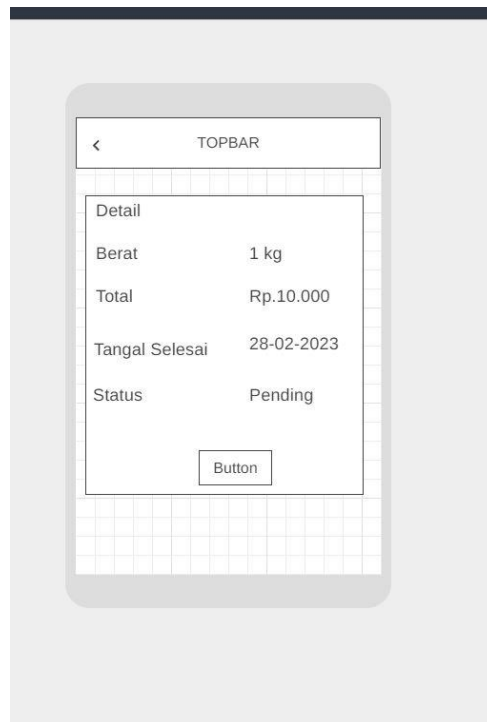 < TOPBAR
Detail
Berat 1 kg
Total Rp.10.000
Tangal Selesai 28-02-2023
Status Pending
Button